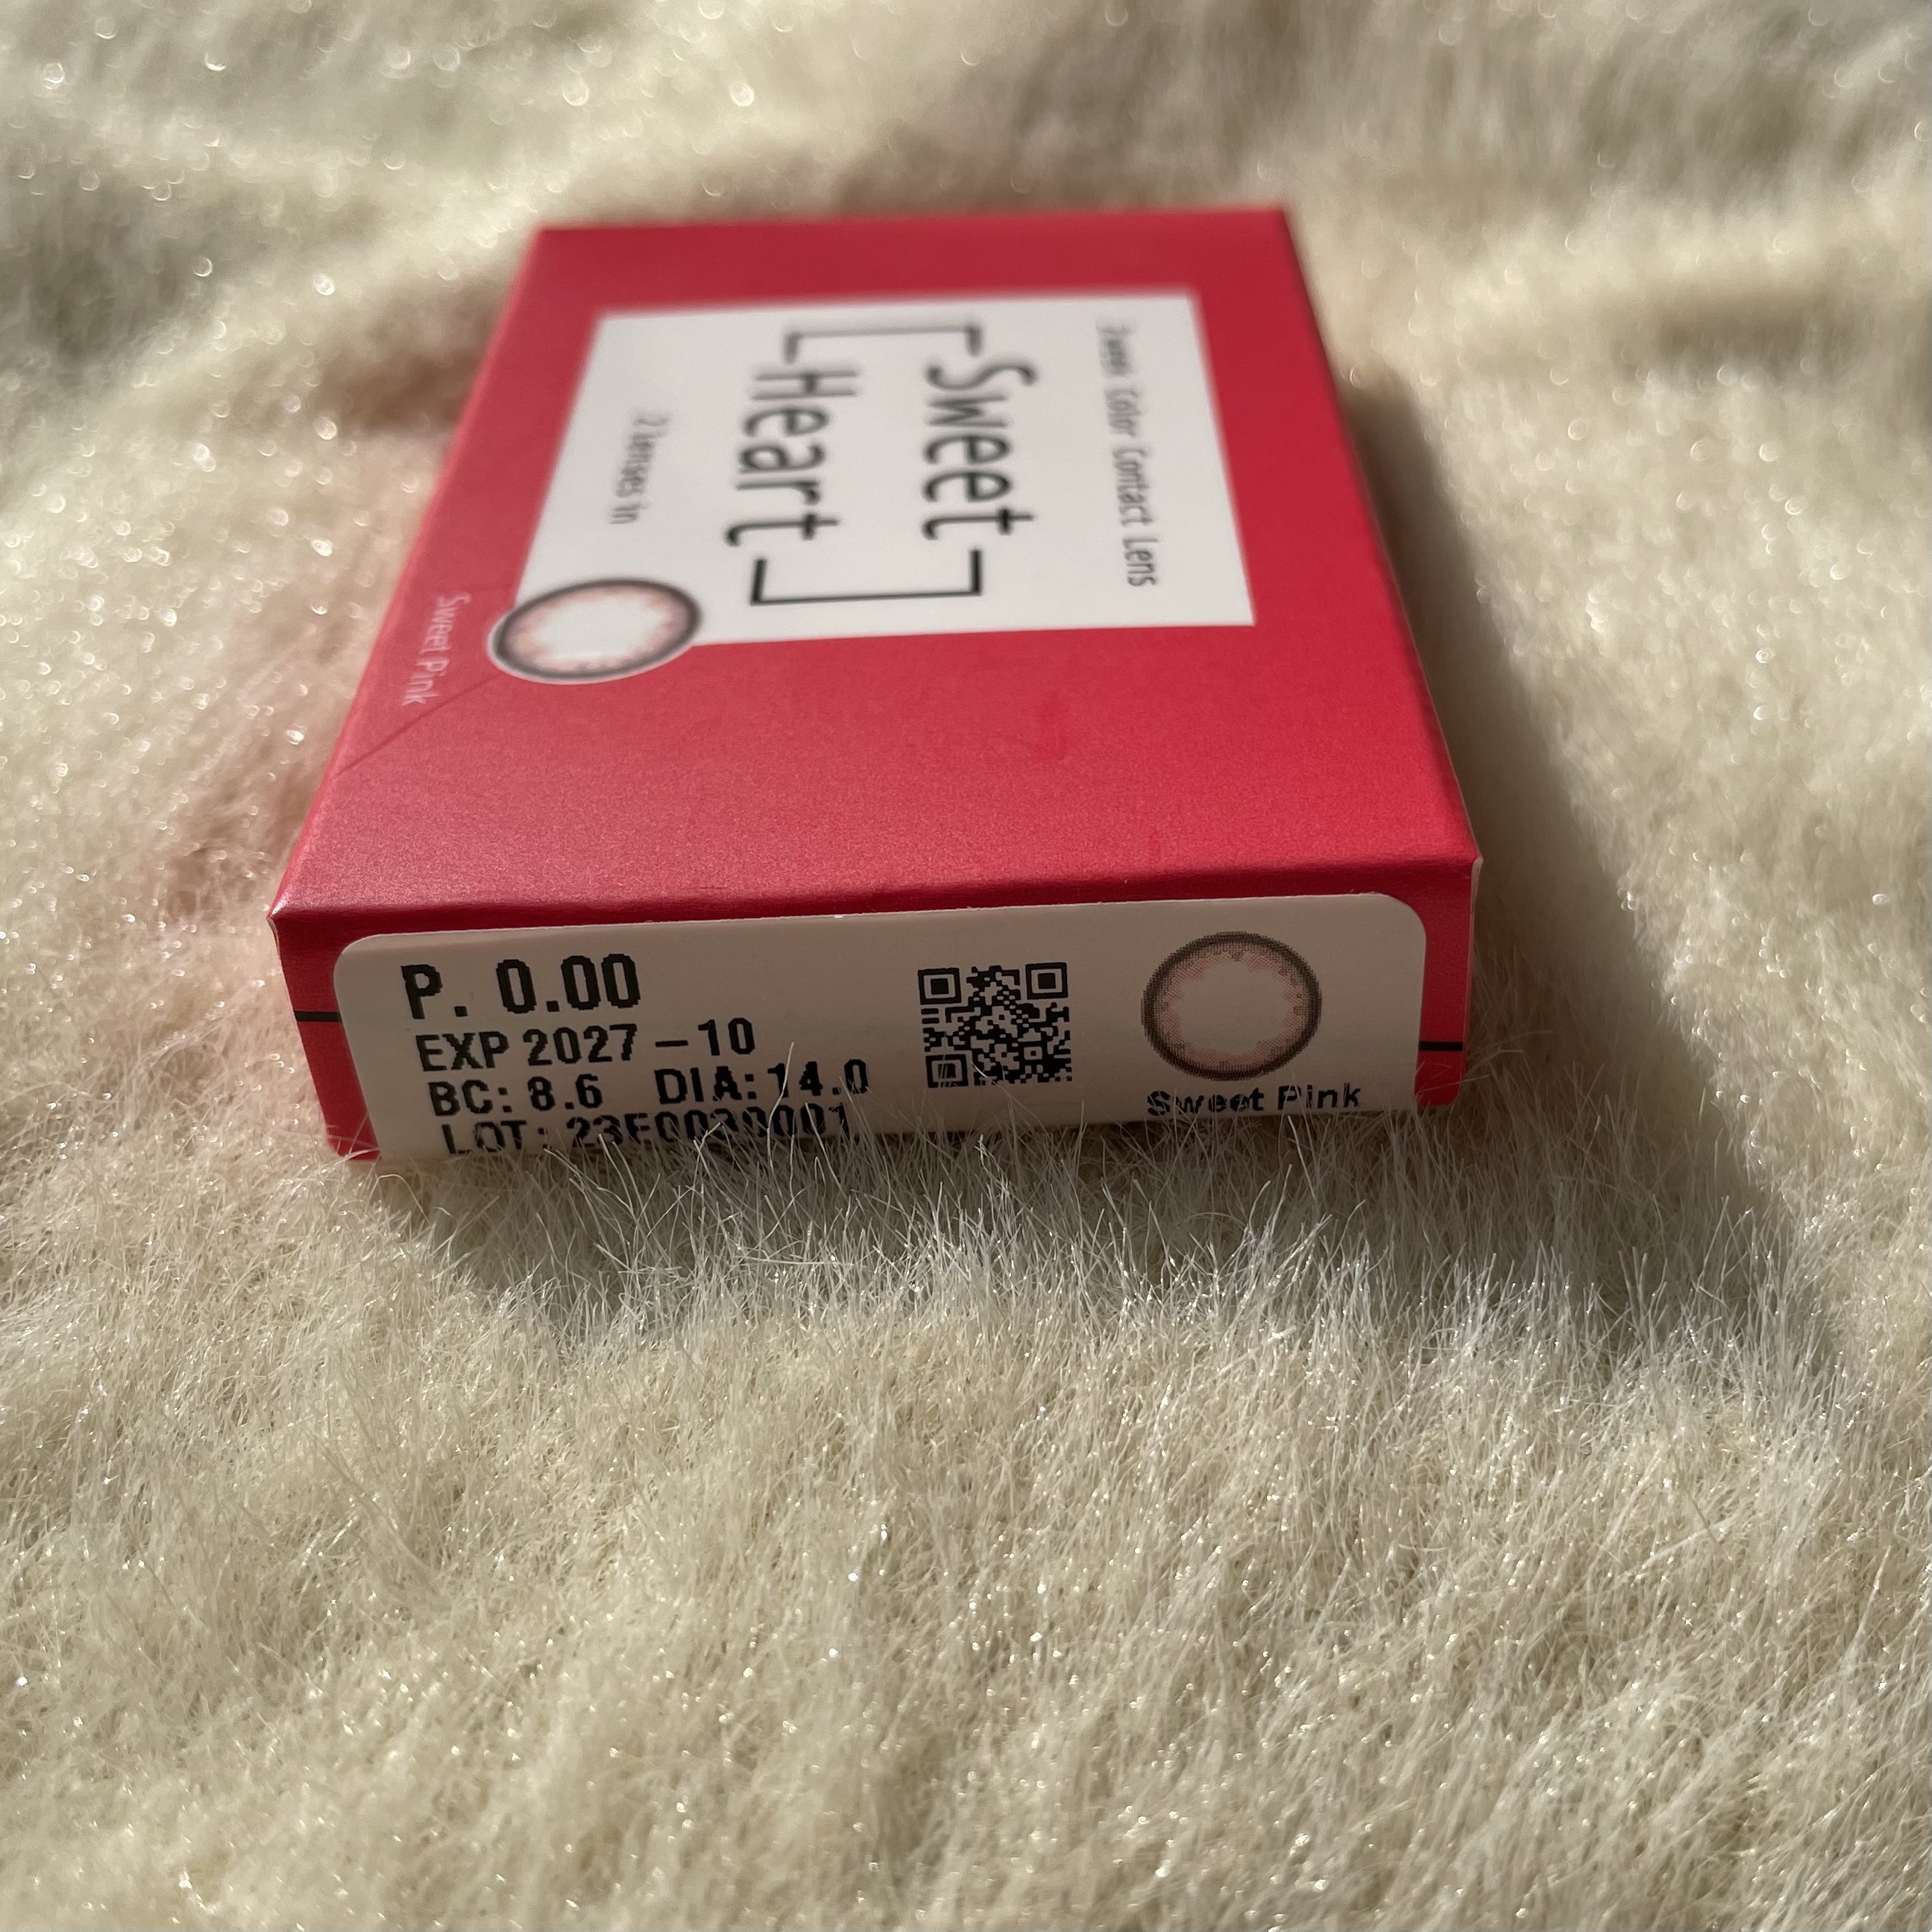 Color Contact Lens
[Sweet
Heart]
2 lenses in
Sweet Pink
P. 0.00
EXP 2027-10
BC: 8.6 DIA: 14.0
LOT:
Sweet Pink